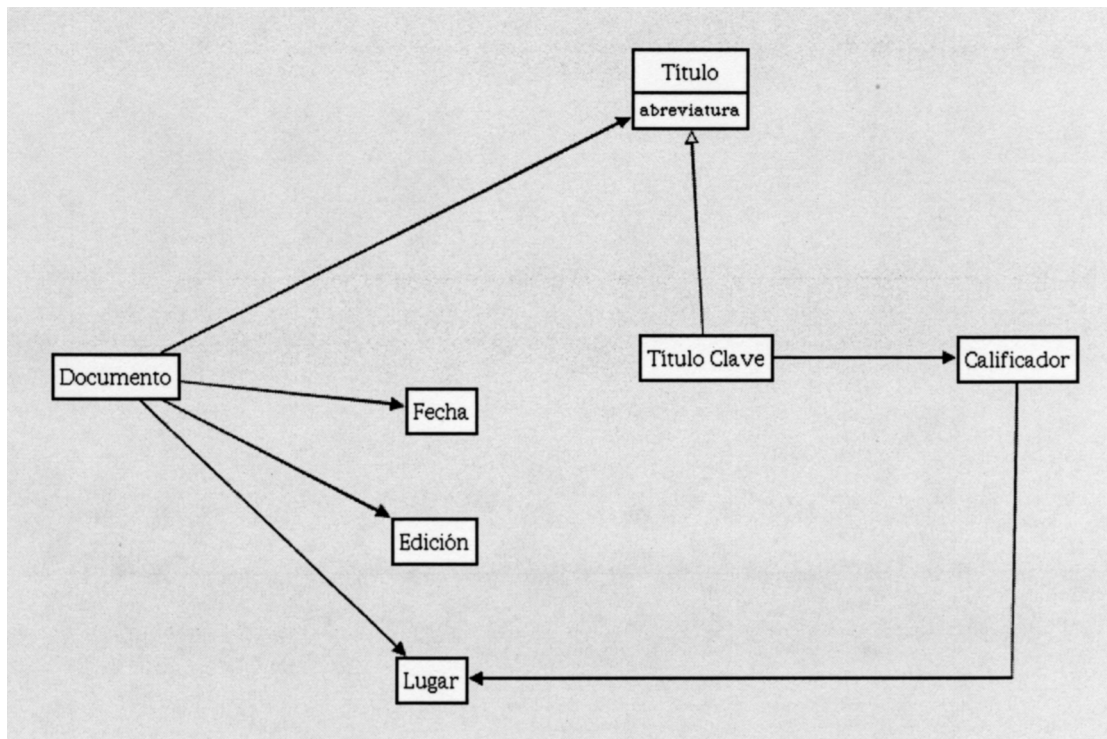 Título
abreviatura
Título Clave
Calificador
Documento
Fecha
Edición
Lugar